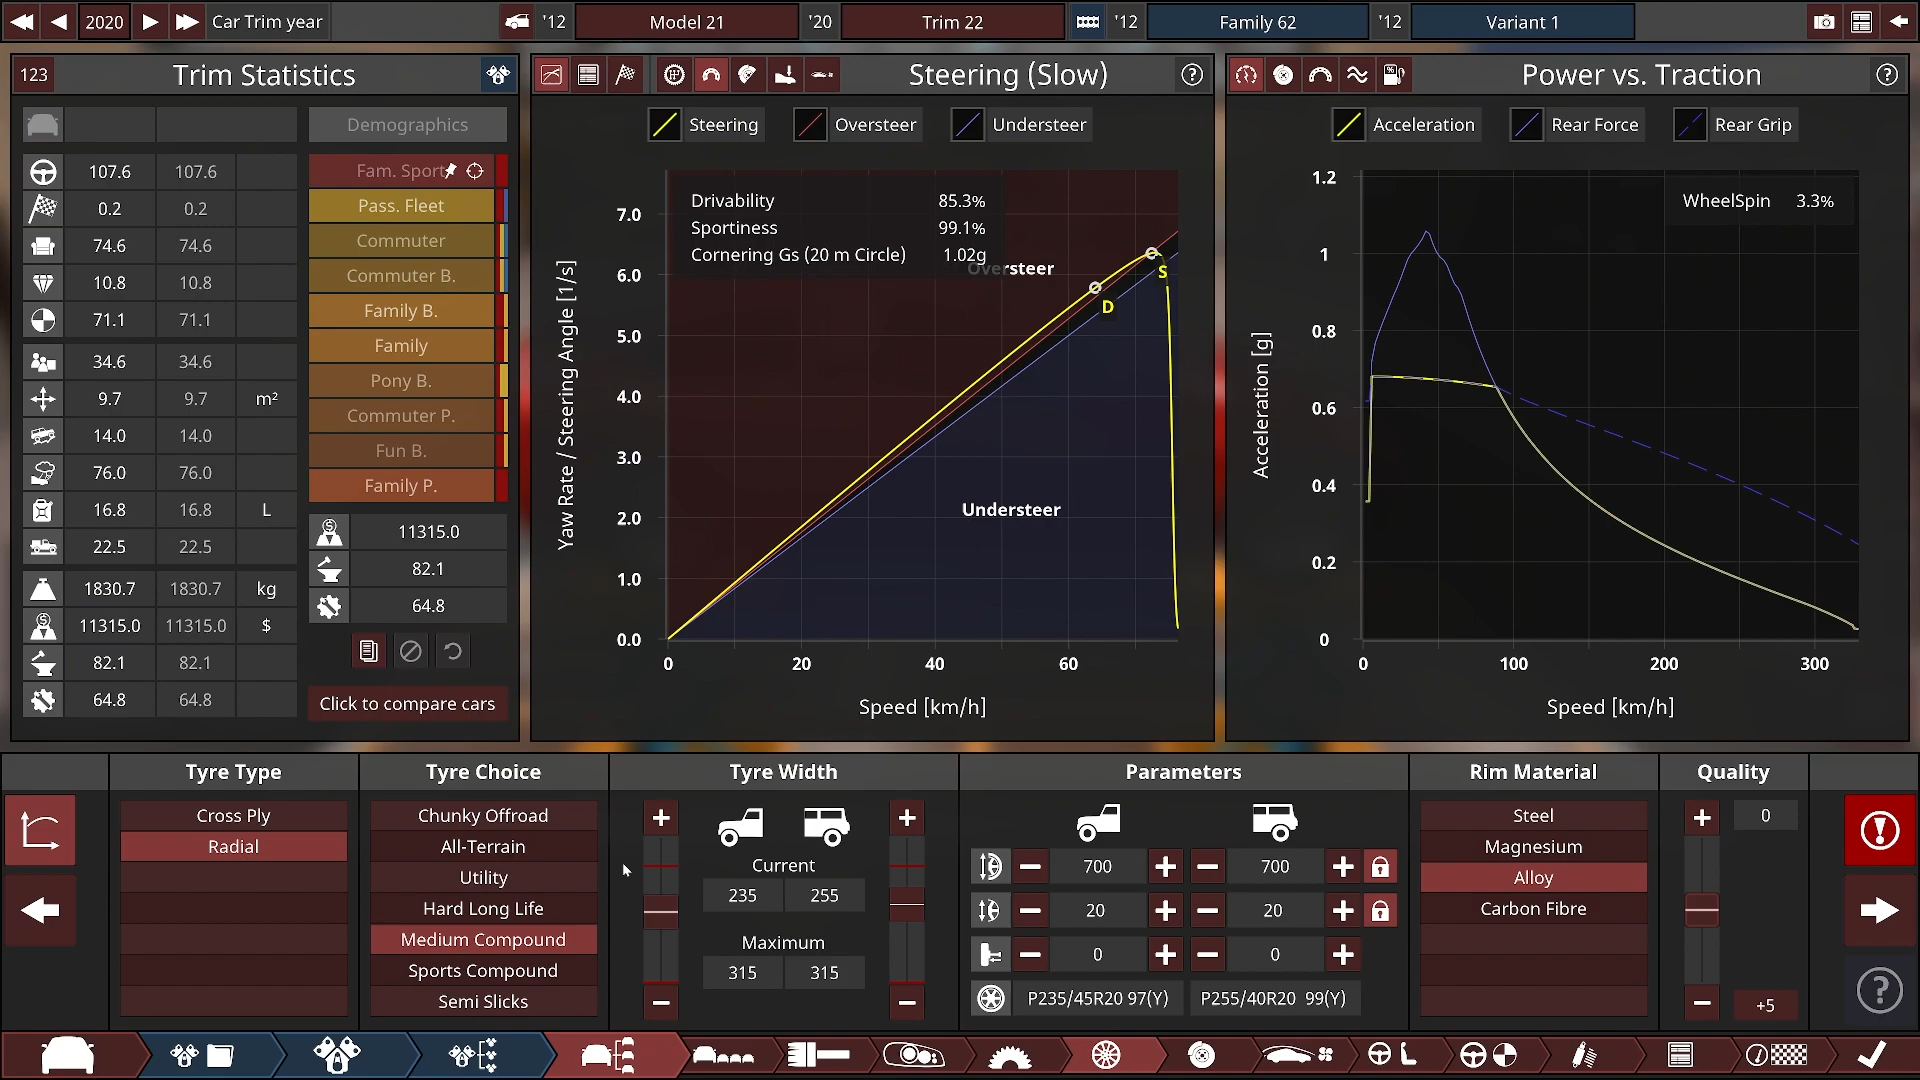 2020
Car Trim year
'12
Model 21
'20
Trim 22
'12
Family 62
'12
Variant 1
123
Trim Statistics
Demographics
107.6 107.6
0.2 0.2
74.6 74.6
10.8 10.8
71.1 71.1
34.6 34.6
9.7 9.7 m²
14.0 14.0
76.0 76.0
16.8 16.8 L
22.5 22.5
1830.7 1830.7 kg
11315.0 11315.0 $
82.1 82.1
64.8 64.8
Fam. Sport
Pass. Fleet
Commuter
Commuter B.
Family B.
Family
Pony B.
Commuter P.
Fun B.
Family P.
11315.0
82.1
64.8
Click to compare cars
Steering (Slow)
?
Steering
Oversteer
Understeer
Drivability 85.3%
Sportiness 99.1%
Cornering Gs (20 m Circle) 1.02g
Oversteer
S
D
Understeer
Yaw Rate / Steering Angle [1/s]
7.0
6.0
5.0
4.0
3.0
2.0
1.0
0.0
0 20 40 60
Speed [km/h]
Power vs. Traction
?
Acceleration
Rear Force
Rear Grip
WheelSpin 3.3%
Acceleration [g]
1.2
1
0.8
0.6
0.4
0.2
0
0 100 200 300
Speed [km/h]
Tyre Type
Cross Ply
Radial
Tyre Choice
Chunky Offroad
All-Terrain
Utility
Hard Long Life
Medium Compound
Sports Compound
Semi Slicks
Tyre Width
Current
235 255
Maximum
315 315
Parameters
700 700
20 20
0 0
P235/45R20 97(Y) P255/40R20 99(Y)
Rim Material
Steel
Magnesium
Alloy
Carbon Fibre
Quality
0
+5
?